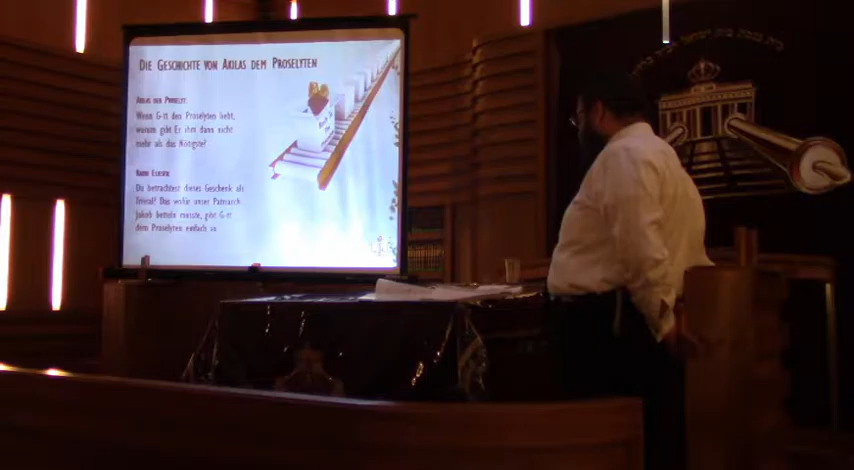 DIE GESCHICHTE VON AKILAS DEM PROSELYTEN
AKILAS DER PROSELYT:
Wenn G-tt den Proselyten liebt,
warum gibt Er ihm dann nicht
mehr als das Nötigste?
RABBI ELIESER:
Du betrachtest dieses Geschenk als
trivial? Das wofür unser Patriarch
Jakob betteln musste, gibt G-tt
dem Proselyten einfach so